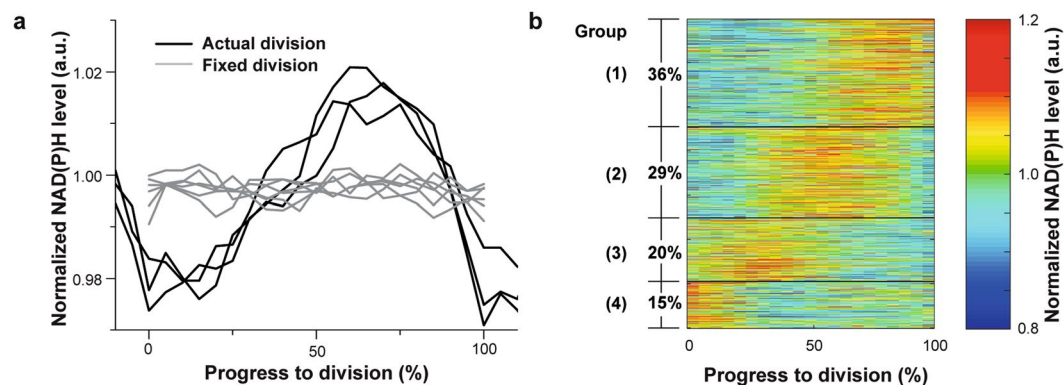 a
Normalized NAD(P)H level (a.u.)
1.02
1.00
0.98
Actual division
Fixed division
0
50
100
Progress to division (%)
b
Group
(1) 36%
(2) 29%
(3) 20%
(4) 15%
0
50
100
Progress to division (%)
1.2
1.0
0.8
Normalized NAD(P)H level (a.u.)